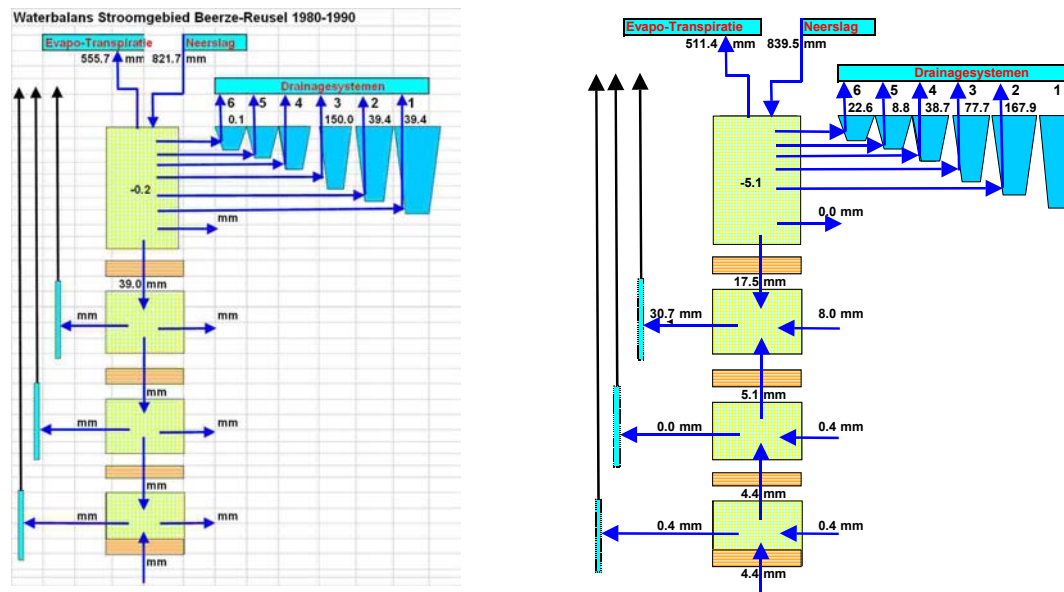 Waterbalans Stroomgebied Beerze-Reusel 1980-1990
Evapo-Transpiratie Neerslag
555.7 mm 821.7 mm
Drainagesystemen
6 5 4 3 2 1
0.1 150.0 39.4 39.4
-0.2
mm
39.0 mm
mm mm
mm
mm mm
mm
mm mm
mm
Evapo-Transpiratie Neerslag
511.4 mm 839.5 mm
Drainagesystemen
6 5 4 3 2 1
22.6 8.8 38.7 77.7 167.9
-5.1
0.0 mm
17.5 mm
30.7 mm 8.0 mm
5.1 mm
0.0 mm 0.4 mm
4.4 mm
0.4 mm 0.4 mm
4.4 mm